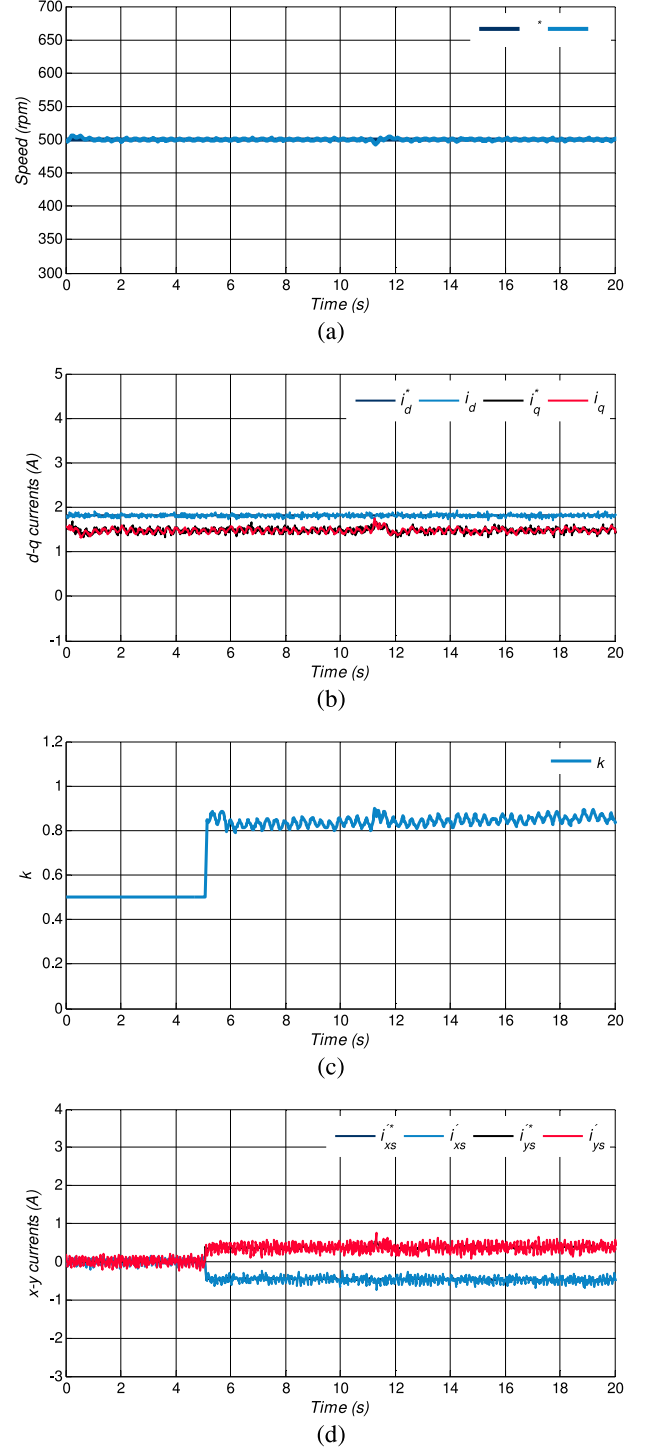 700
650
600
550
500
450
400
350
300
Speed (rpm)
*
0 2 4 6 8 10 12 14 16 18 20
Time (s)
(a)
5
4
3
2
1
0
-1
d-q currents (A)
i*d id i*q iq
0 2 4 6 8 10 12 14 16 18 20
Time (s)
(b)
1.2
1
0.8
0.6
0.4
0.2
0
k
k
0 2 4 6 8 10 12 14 16 18 20
Time (s)
(c)
4
3
2
1
0
-1
-2
-3
x-y currents (A)
i´*xs i´xs i´*ys i´ys
0 2 4 6 8 10 12 14 16 18 20
Time (s)
(d)